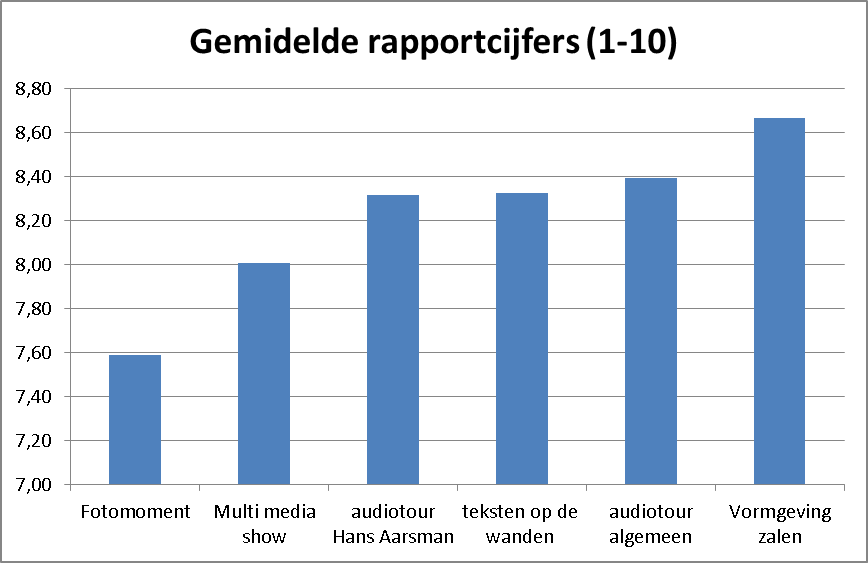 Gemidelde rapportcijfers (1-10)
8,80
8,60
8,40
8,20
8,00
7,80
7,60
7,40
7,20
7,00
Fotomoment
Multi media
show
audiotour
Hans Aarsman
teksten op de
wanden
audiotour
algemeen
Vormgeving
zalen